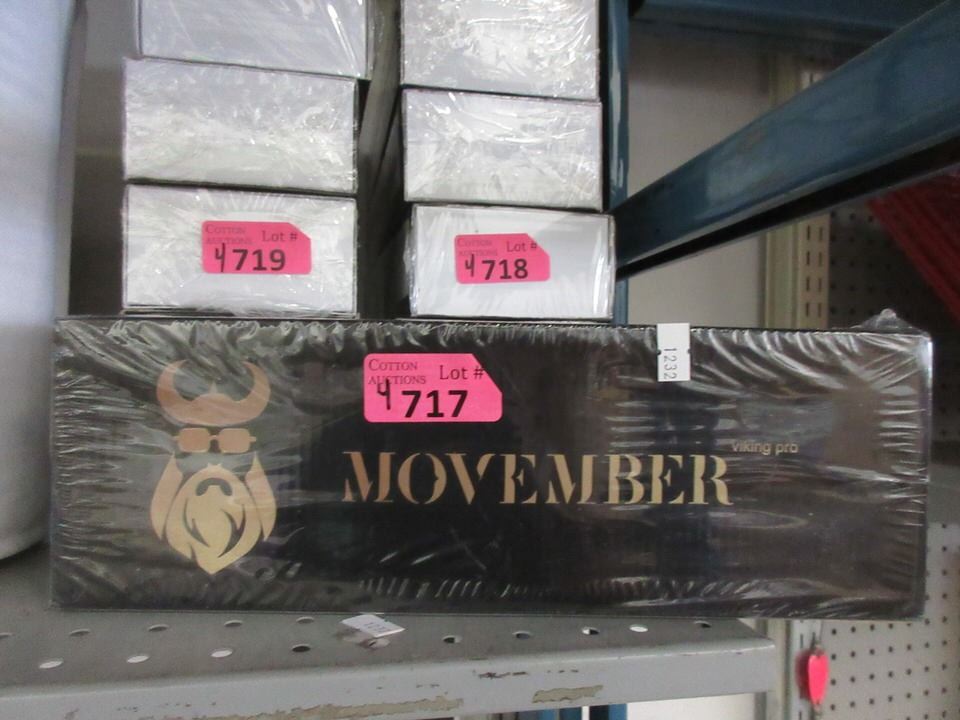 COTTON
AUCTIONS Lot #
4719
COTTON
AUCTIONS Lot #
4718
COTTON
AUCTIONS Lot #
4717
1232
viking pro
MOVEMBER